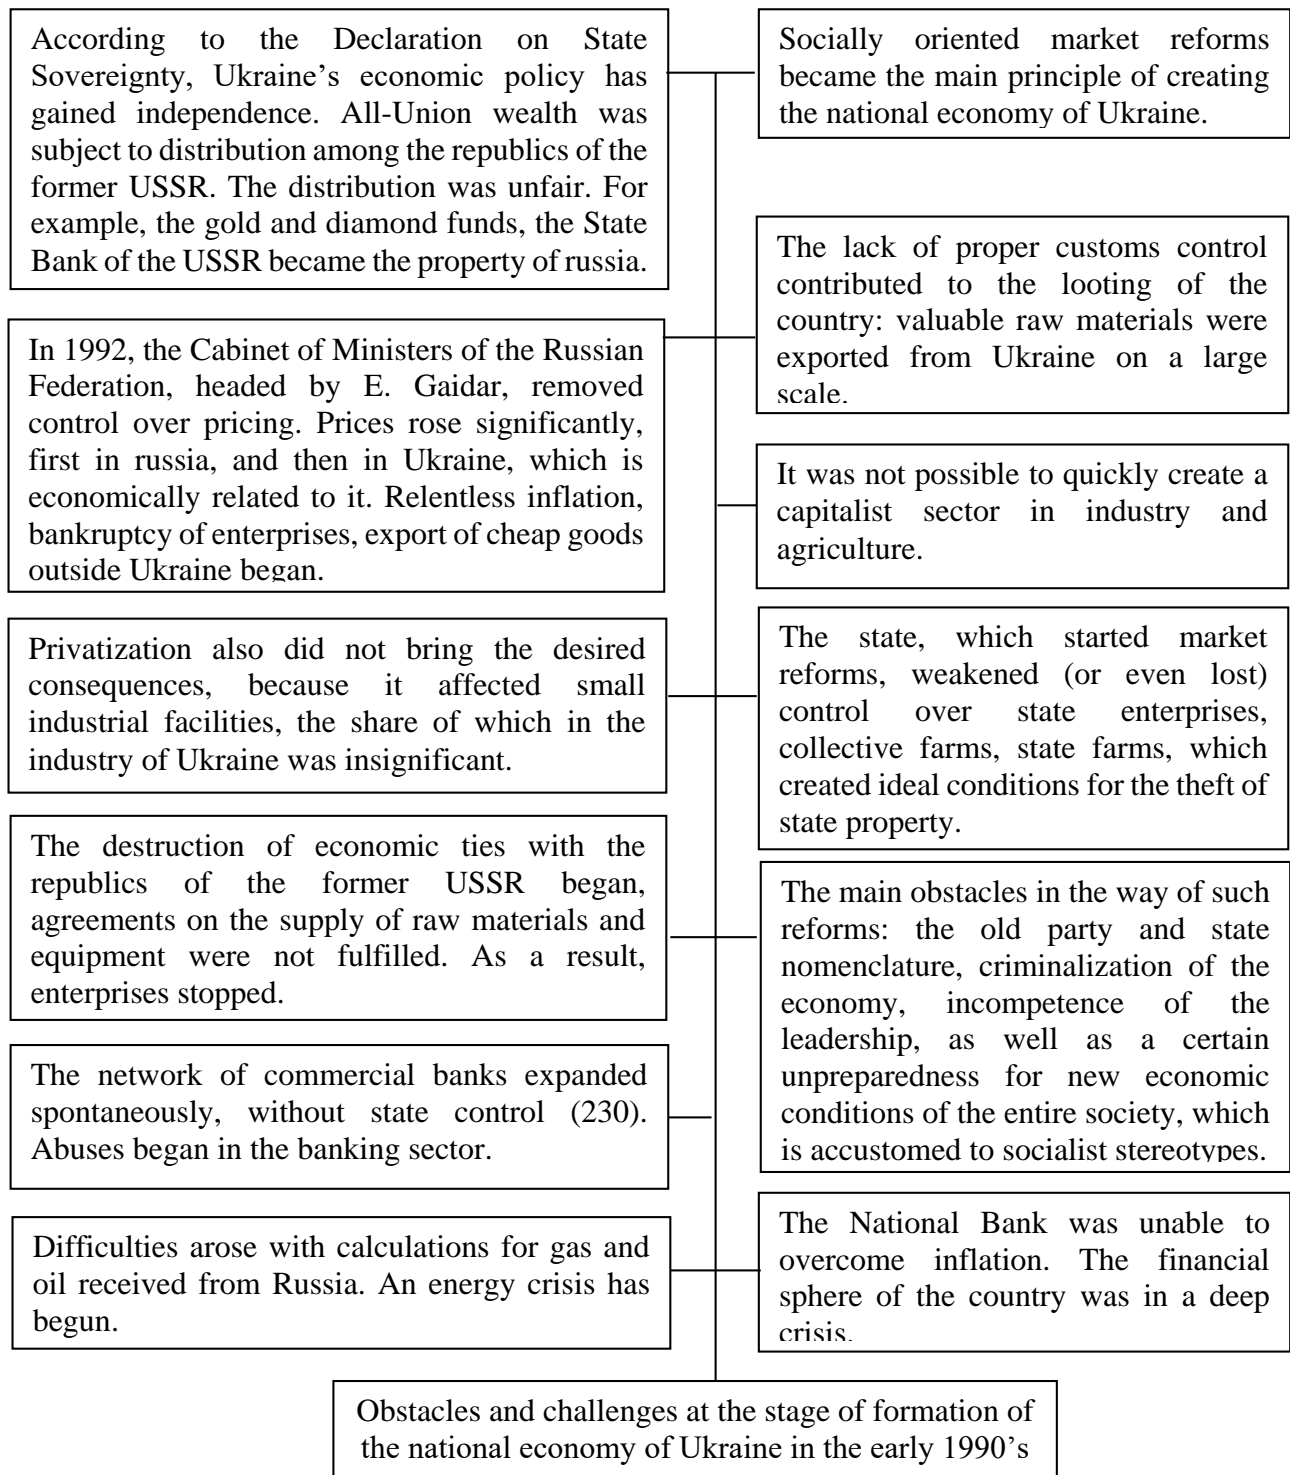 According to the Declaration on State
Sovereignty, Ukraine’s economic policy has
gained independence. All-Union wealth was
subject to distribution among the republics of the
former USSR. The distribution was unfair. For
example, the gold and diamond funds, the State
Bank of the USSR became the property of russia.
Socially oriented market reforms
became the main principle of creating
the national economy of Ukraine.
In 1992, the Cabinet of Ministers of the Russian
Federation, headed by E. Gaidar, removed
control over pricing. Prices rose significantly,
first in russia, and then in Ukraine, which is
economically related to it. Relentless inflation,
bankruptcy of enterprises, export of cheap goods
outside Ukraine began.
The lack of proper customs control
contributed to the looting of the
country: valuable raw materials were
exported from Ukraine on a large
scale.
It was not possible to quickly create a
capitalist sector in industry and
agriculture.
Privatization also did not bring the desired
consequences, because it affected small
industrial facilities, the share of which in the
industry of Ukraine was insignificant.
The state, which started market
reforms, weakened (or even lost)
control over state enterprises,
collective farms, state farms, which
created ideal conditions for the theft of
state property.
The destruction of economic ties with the
republics of the former USSR began,
agreements on the supply of raw materials and
equipment were not fulfilled. As a result,
enterprises stopped.
The main obstacles in the way of such
reforms: the old party and state
nomenclature, criminalization of the
economy, incompetence of the
leadership, as well as a certain
unpreparedness for new economic
conditions of the entire society, which
is accustomed to socialist stereotypes.
The network of commercial banks expanded
spontaneously, without state control (230).
Abuses began in the banking sector.
Difficulties arose with calculations for gas and
oil received from Russia. An energy crisis has
begun.
The National Bank was unable to
overcome inflation. The financial
sphere of the country was in a deep
crisis.
Obstacles and challenges at the stage of formation of
the national economy of Ukraine in the early 1990’s